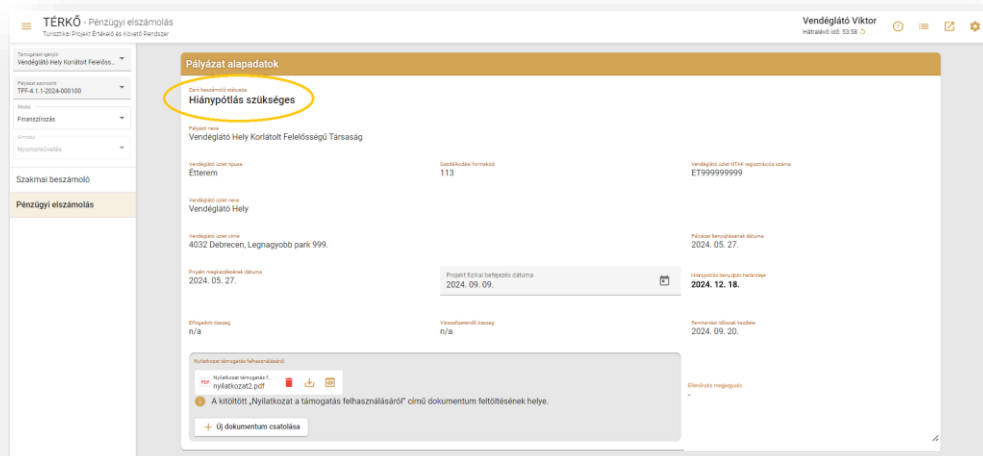 TÉRKŐ - Pénzügyi elszámolás
Turisztikai Projekt Értékelő és Követő Rendszer
Vendéglátó Viktor
Hátralévő idő: 53:58
Támogatást igénylő
Vendéglátó Hely Korlátolt Felelőss...
Pályázat azonosító
TFF-4.1.1-2024-000100
Modul
Finanszírozás
Almodul
Nyomonkövetés
Szakmai beszámoló
Pénzügyi elszámolás
Pályázat alapadatok
Záró beszámoló státusza
Hiánypótlás szükséges
Pályázó neve
Vendéglátó Hely Korlátolt Felelősségű Társaság
Vendéglátó üzlet típusa
Étterem
Gazdálkodási formakód
113
Vendéglátó üzlet NTAK regisztrációs száma
ET999999999
Vendéglátó üzlet neve
Vendéglátó Hely
Vendéglátó üzlet címe
4032 Debrecen, Legnagyobb park 999.
Pályázat benyújtásának dátuma
2024. 05. 27.
Projekt megkezdésének dátuma
2024. 05. 27.
Projekt fizikai befejezés dátuma
2024. 09. 09.
Hiánypótlás benyújtás határideje
2024. 12. 18.
Elfogadott összeg
n/a
Visszafizetendő összeg
n/a
Fenntartási időszak kezdete
2024. 09. 20.
Nyilatkozat támogatás felhasználásáról
PDF
Nyilatkozat támogatás f...
nyilatkozat2.pdf
A kitöltött „Nyilatkozat a támogatás felhasználásáról" című dokumentum feltöltésének helye.
+ Új dokumentum csatolása
Ellenőrzés megjegyzés
-